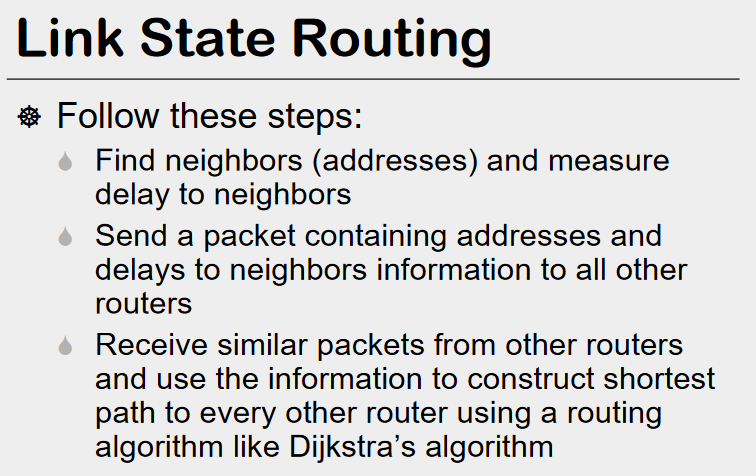 Link State Routing
Follow these steps:
Find neighbors (addresses) and measure
delay to neighbors
Send a packet containing addresses and
delays to neighbors information to all other
routers
Receive similar packets from other routers
and use the information to construct shortest
path to every other router using a routing
algorithm like Dijkstra’s algorithm